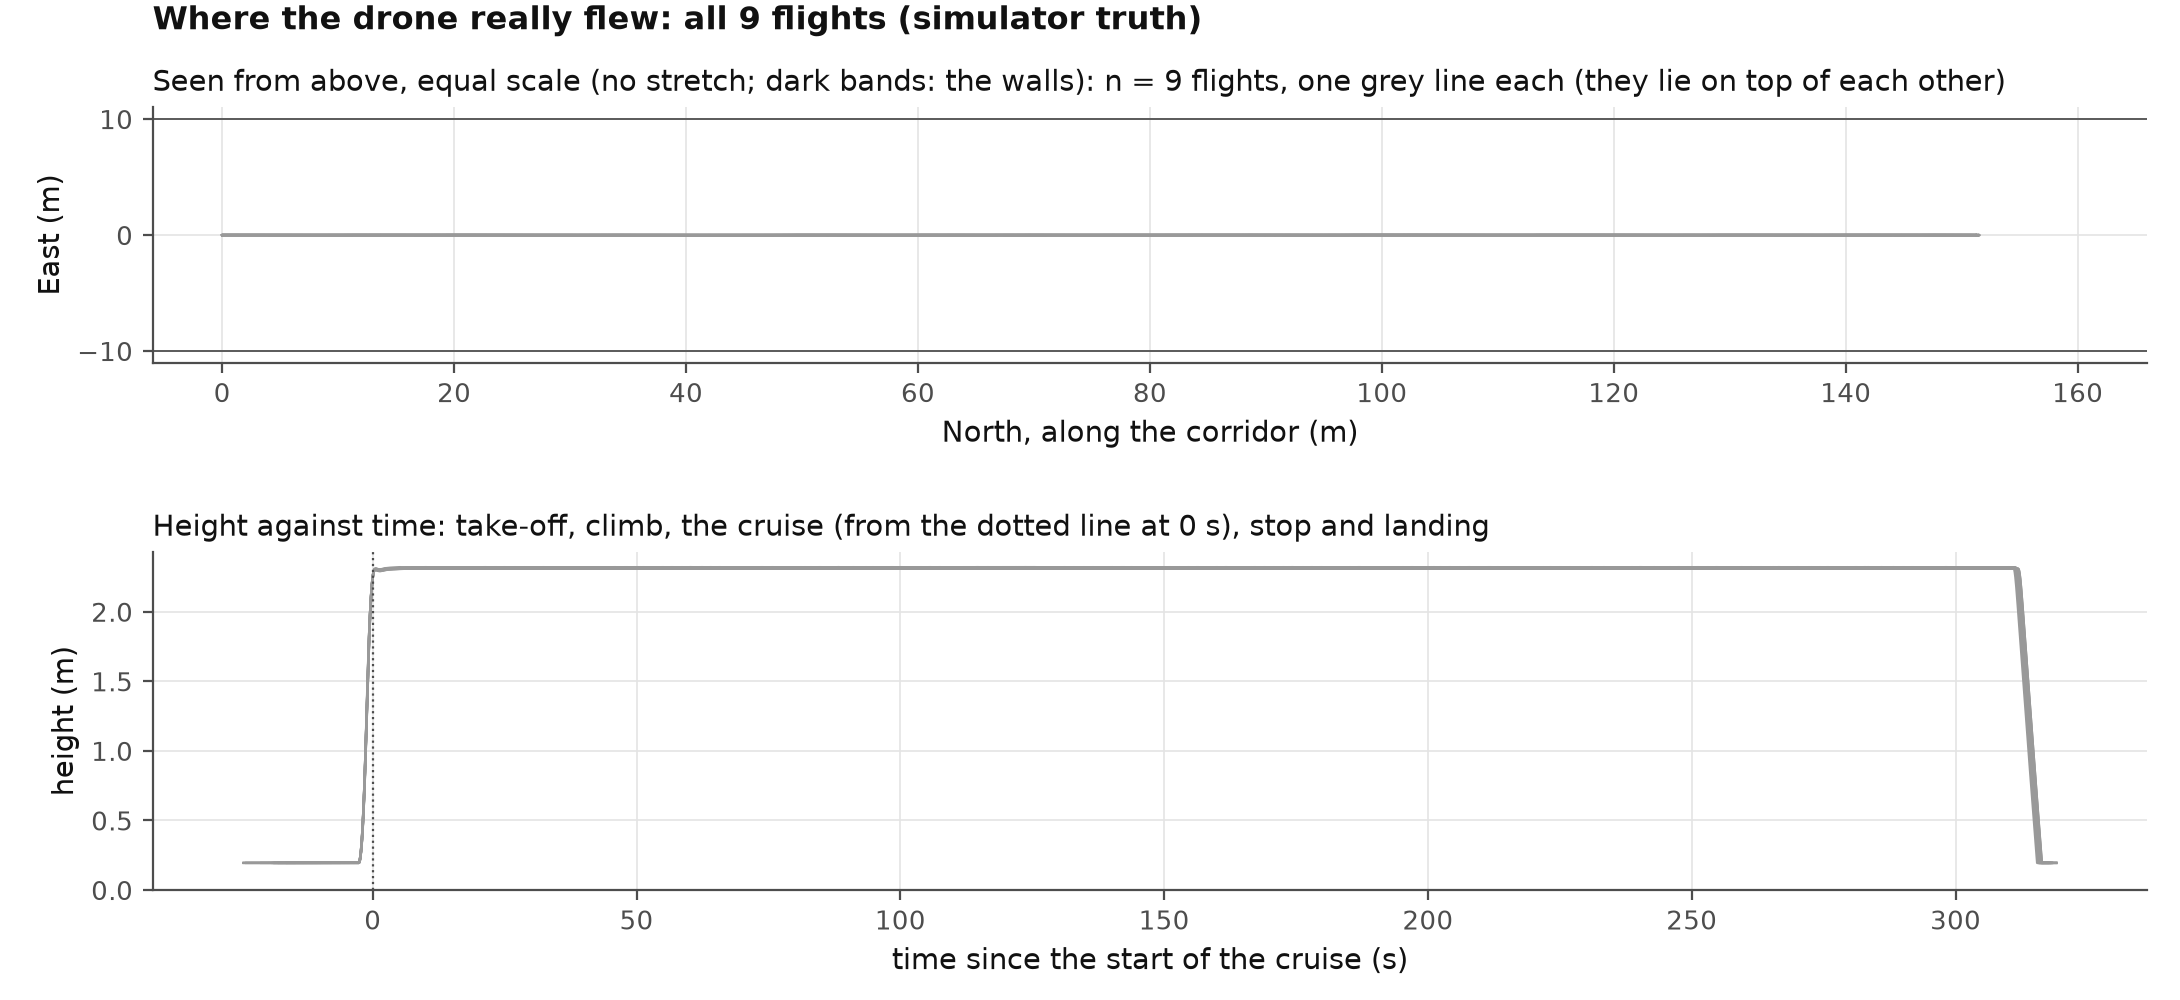 Where the drone really flew: all 9 flights (simulator truth)
Seen from above, equal scale (no stretch; dark bands: the walls): n = 9 flights, one grey line each (they lie on top of each other)
10
0
−10
East (m)
0 20 40 60 80 100 120 140 160
North, along the corridor (m)
Height against time: take-off, climb, the cruise (from the dotted line at 0 s), stop and landing
2.0
1.5
1.0
0.5
0.0
height (m)
0 50 100 150 200 250 300
time since the start of the cruise (s)